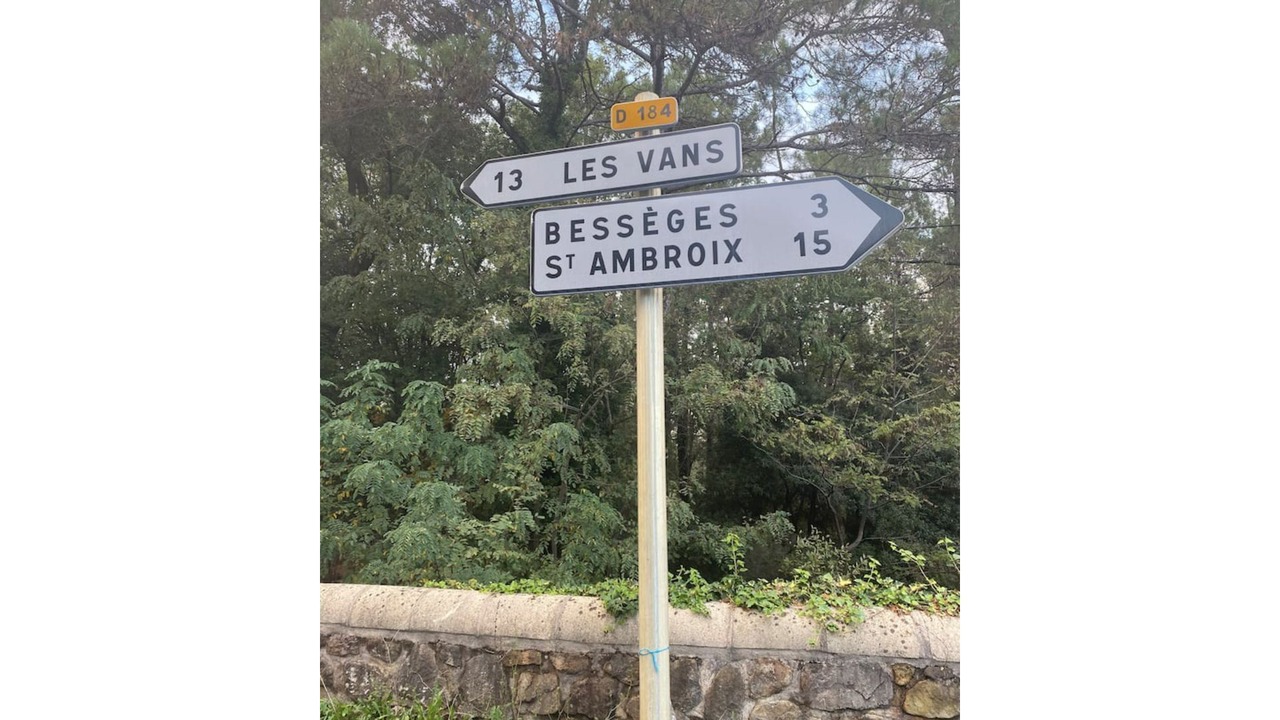 D 184
13 LES VANS
BESSÈGES 3
ST AMBROIX 15